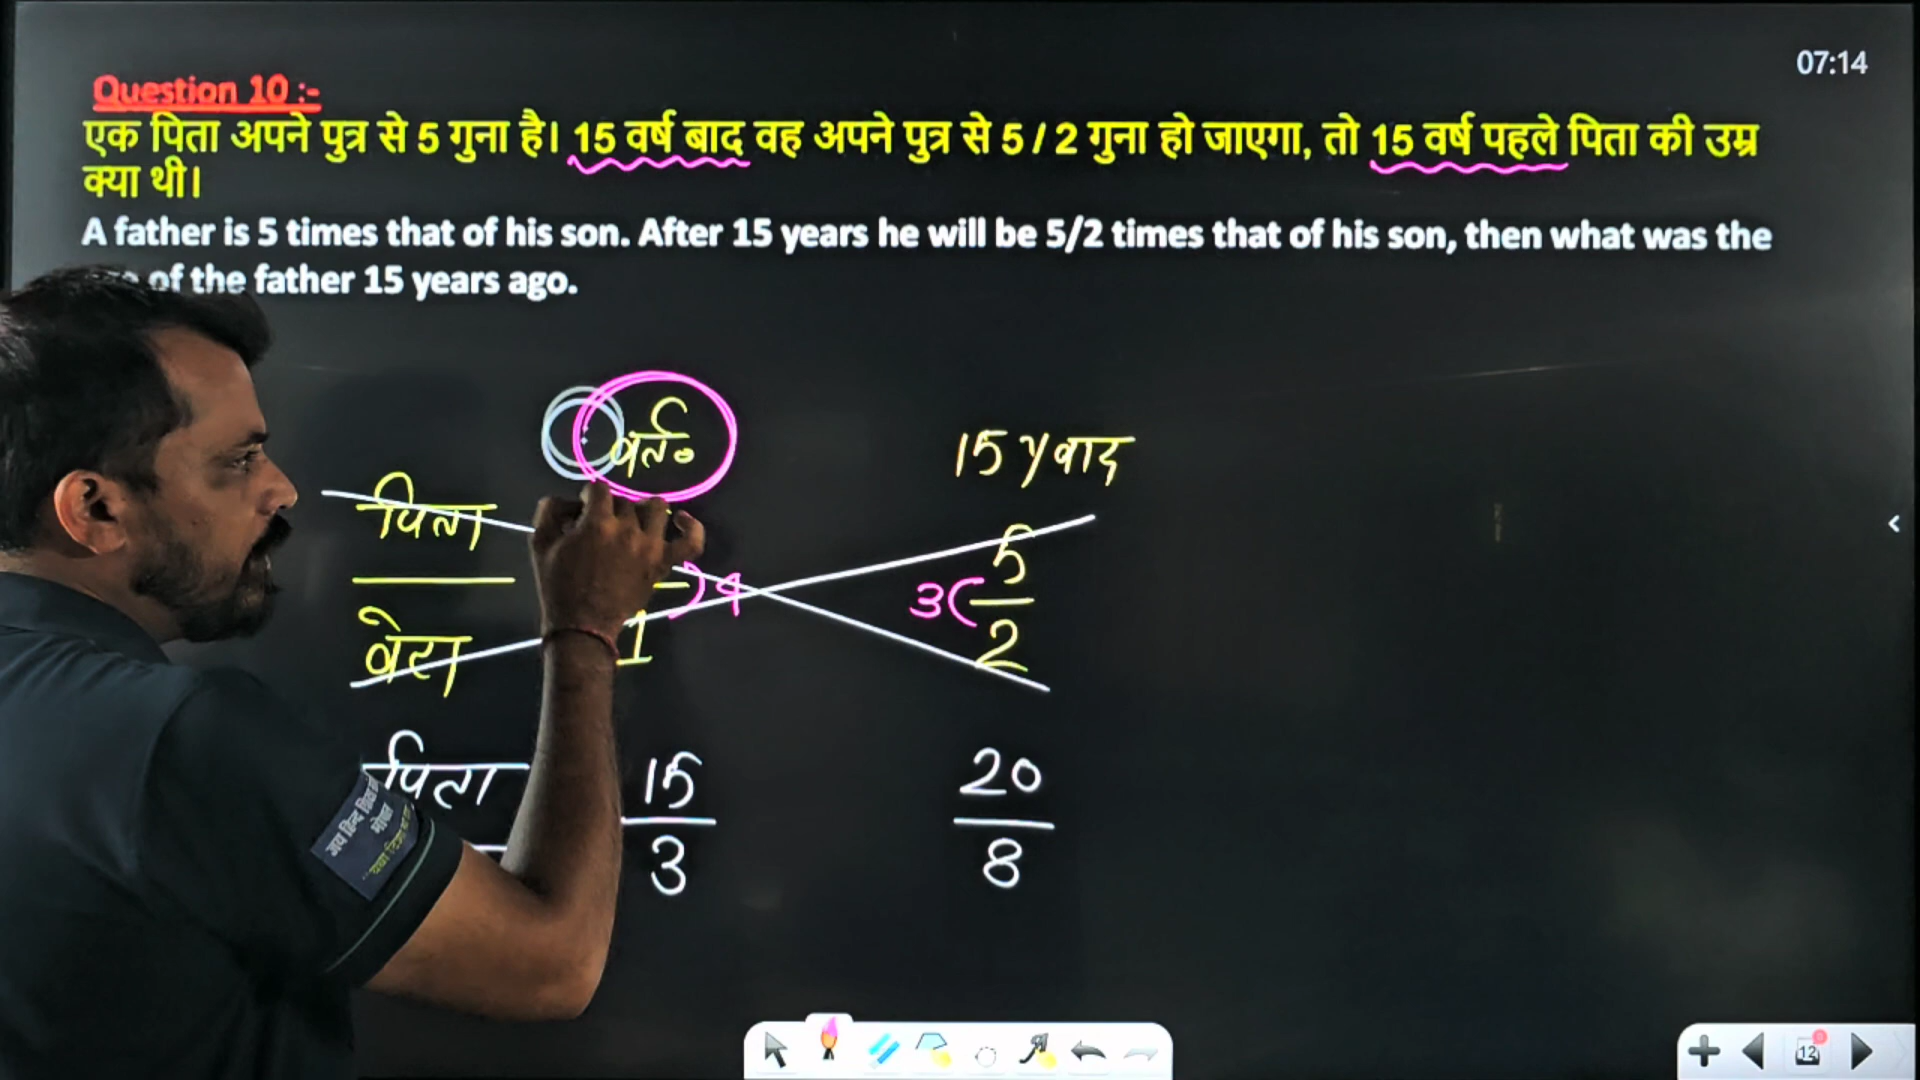 07:14
Question 10 :-
एक पिता अपने पुत्र से 5 गुना है। 15 वर्ष बाद वह अपने पुत्र से 5 / 2 गुना हो जाएगा, तो 15 वर्ष पहले पिता की उम्र
क्या थी।
A father is 5 times that of his son. After 15 years he will be 5/2 times that of his son, then what was the
of the father 15 years ago.
वर्त० 15 y बाद
पिता 5
4 3
बेटा 1 2
पिता 15 20
3 8
जय हिन्द
12